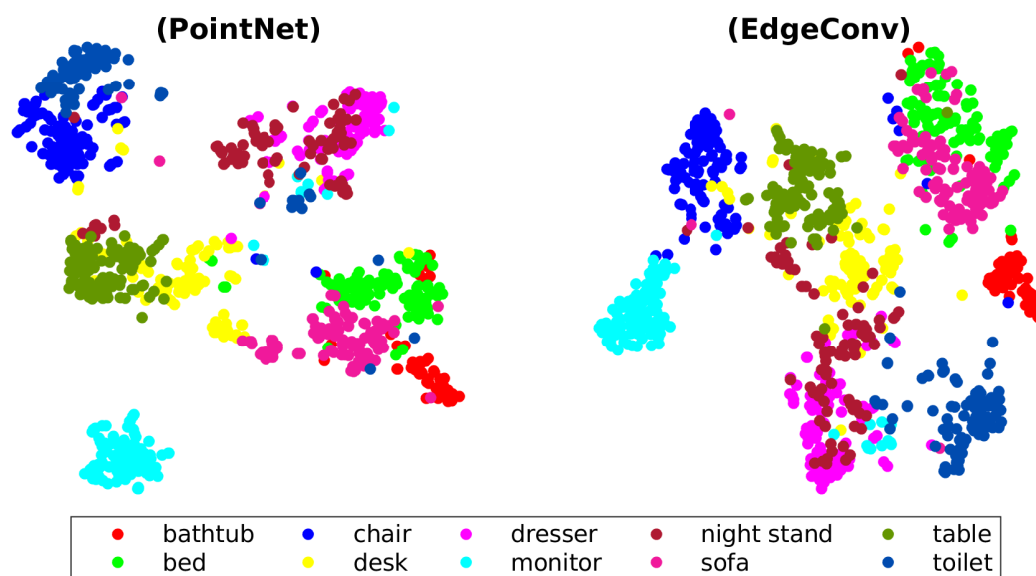 (PointNet) (EdgeConv)
bathtub chair dresser night stand table
bed desk monitor sofa toilet